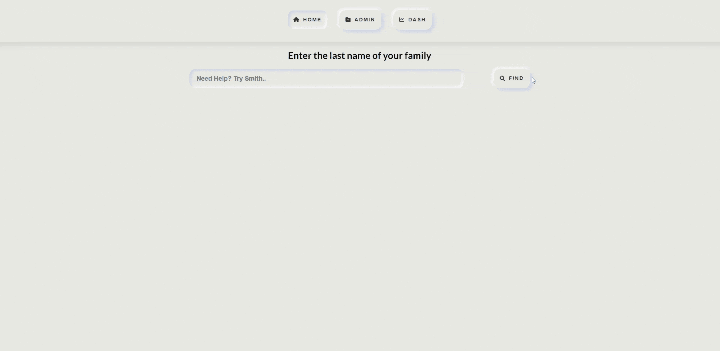 HOME ADMIN DASH
Enter the last name of your family
Need Help? Try Smith..
FIND